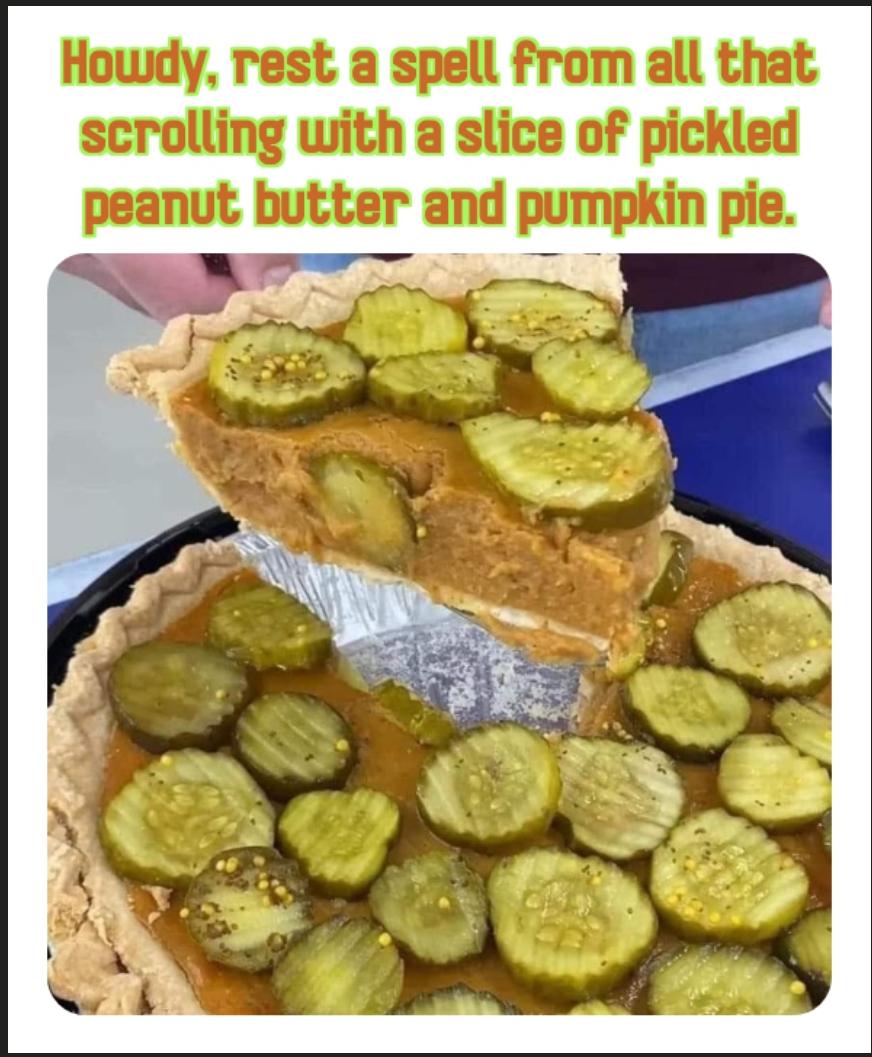 Howdy, rest a spell from all that
scrolling with a slice of pickled
peanut butter and pumpkin pie.